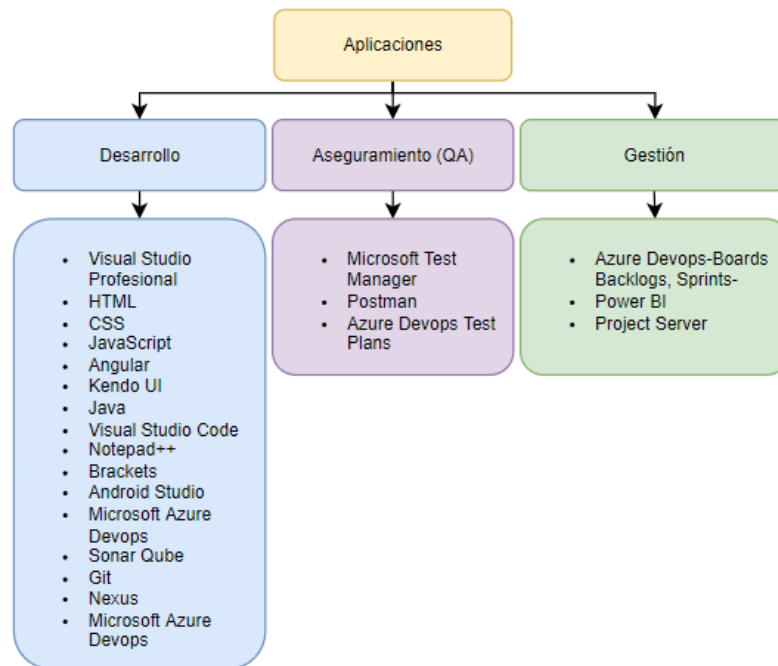 Aplicaciones
Desarrollo
Aseguramiento (QA)
Gestión
• Visual Studio
Profesional
• HTML
• CSS
• JavaScript
• Angular
• Kendo UI
• Java
• Visual Studio Code
• Notepad++
• Brackets
• Android Studio
• Microsoft Azure
Devops
• Sonar Qube
• Git
• Nexus
• Microsoft Azure
Devops
• Microsoft Test
Manager
• Postman
• Azure Devops Test
Plans
• Azure Devops-Boards
Backlogs, Sprints-
• Power BI
• Project Server